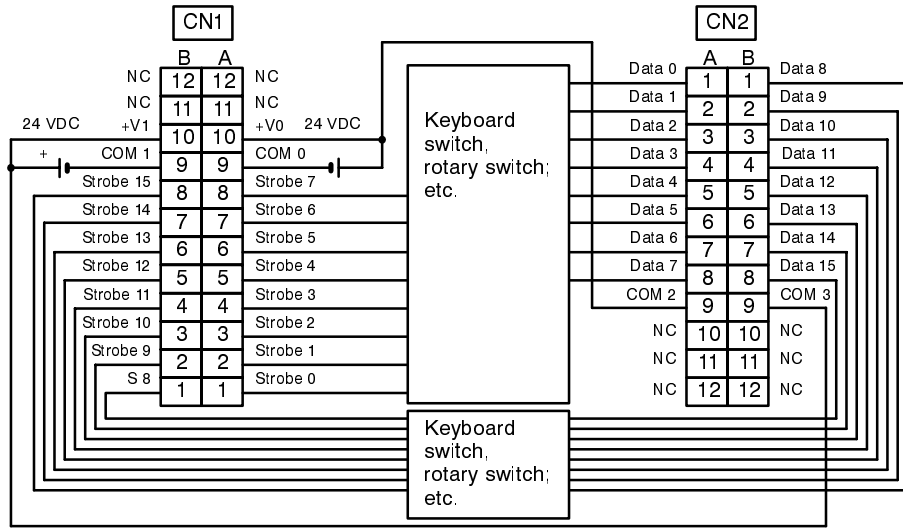 CN1
CN2
B A
A B
NC 12 12 NC
NC 11 11 NC
24 VDC +V1 10 10 +V0 24 VDC
+ COM 1 9 9 COM 0
Strobe 15 8 8 Strobe 7
Strobe 14 7 7 Strobe 6
Strobe 13 6 6 Strobe 5
Strobe 12 5 5 Strobe 4
Strobe 11 4 4 Strobe 3
Strobe 10 3 3 Strobe 2
Strobe 9 2 2 Strobe 1
S 8 1 1 Strobe 0
Keyboard
switch,
rotary switch;
etc.
Data 0 1 1 Data 8
Data 1 2 2 Data 9
Data 2 3 3 Data 10
Data 3 4 4 Data 11
Data 4 5 5 Data 12
Data 5 6 6 Data 13
Data 6 7 7 Data 14
Data 7 8 8 Data 15
COM 2 9 9 COM 3
NC 10 10 NC
NC 11 11 NC
NC 12 12 NC
Keyboard
switch,
rotary switch;
etc.